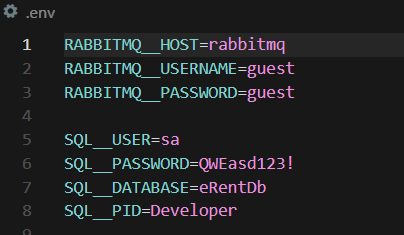 .env
1 RABBITMQ__HOST=rabbitmq
2 RABBITMQ__USERNAME=guest
3 RABBITMQ__PASSWORD=guest
4
5 SQL__USER=sa
6 SQL__PASSWORD=QWEasd123!
7 SQL__DATABASE=eRentDb
8 SQL__PID=Developer
9